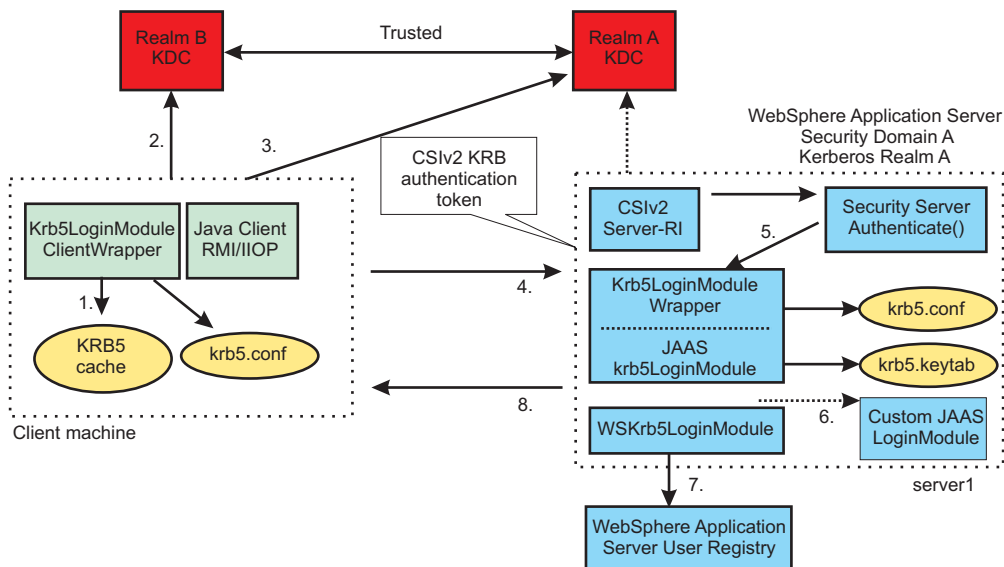 Realm B
KDC
Trusted
Realm A
KDC
WebSphere Application Server
Security Domain A
Kerberos Realm A
2.
3.
CSIv2 KRB
authentication
token
Krb5LoginModule
ClientWrapper
Java Client
RMI/IIOP
1.
KRB5
cache
krb5.conf
Client machine
4.
8.
CSIv2
Server-RI
Security Server
Authenticate()
5.
Krb5LoginModule
Wrapper
JAAS
krb5LoginModule
krb5.conf
krb5.keytab
6.
WSKrb5LoginModule
Custom JAAS
LoginModule
server1
7.
WebSphere Application
Server User Registry